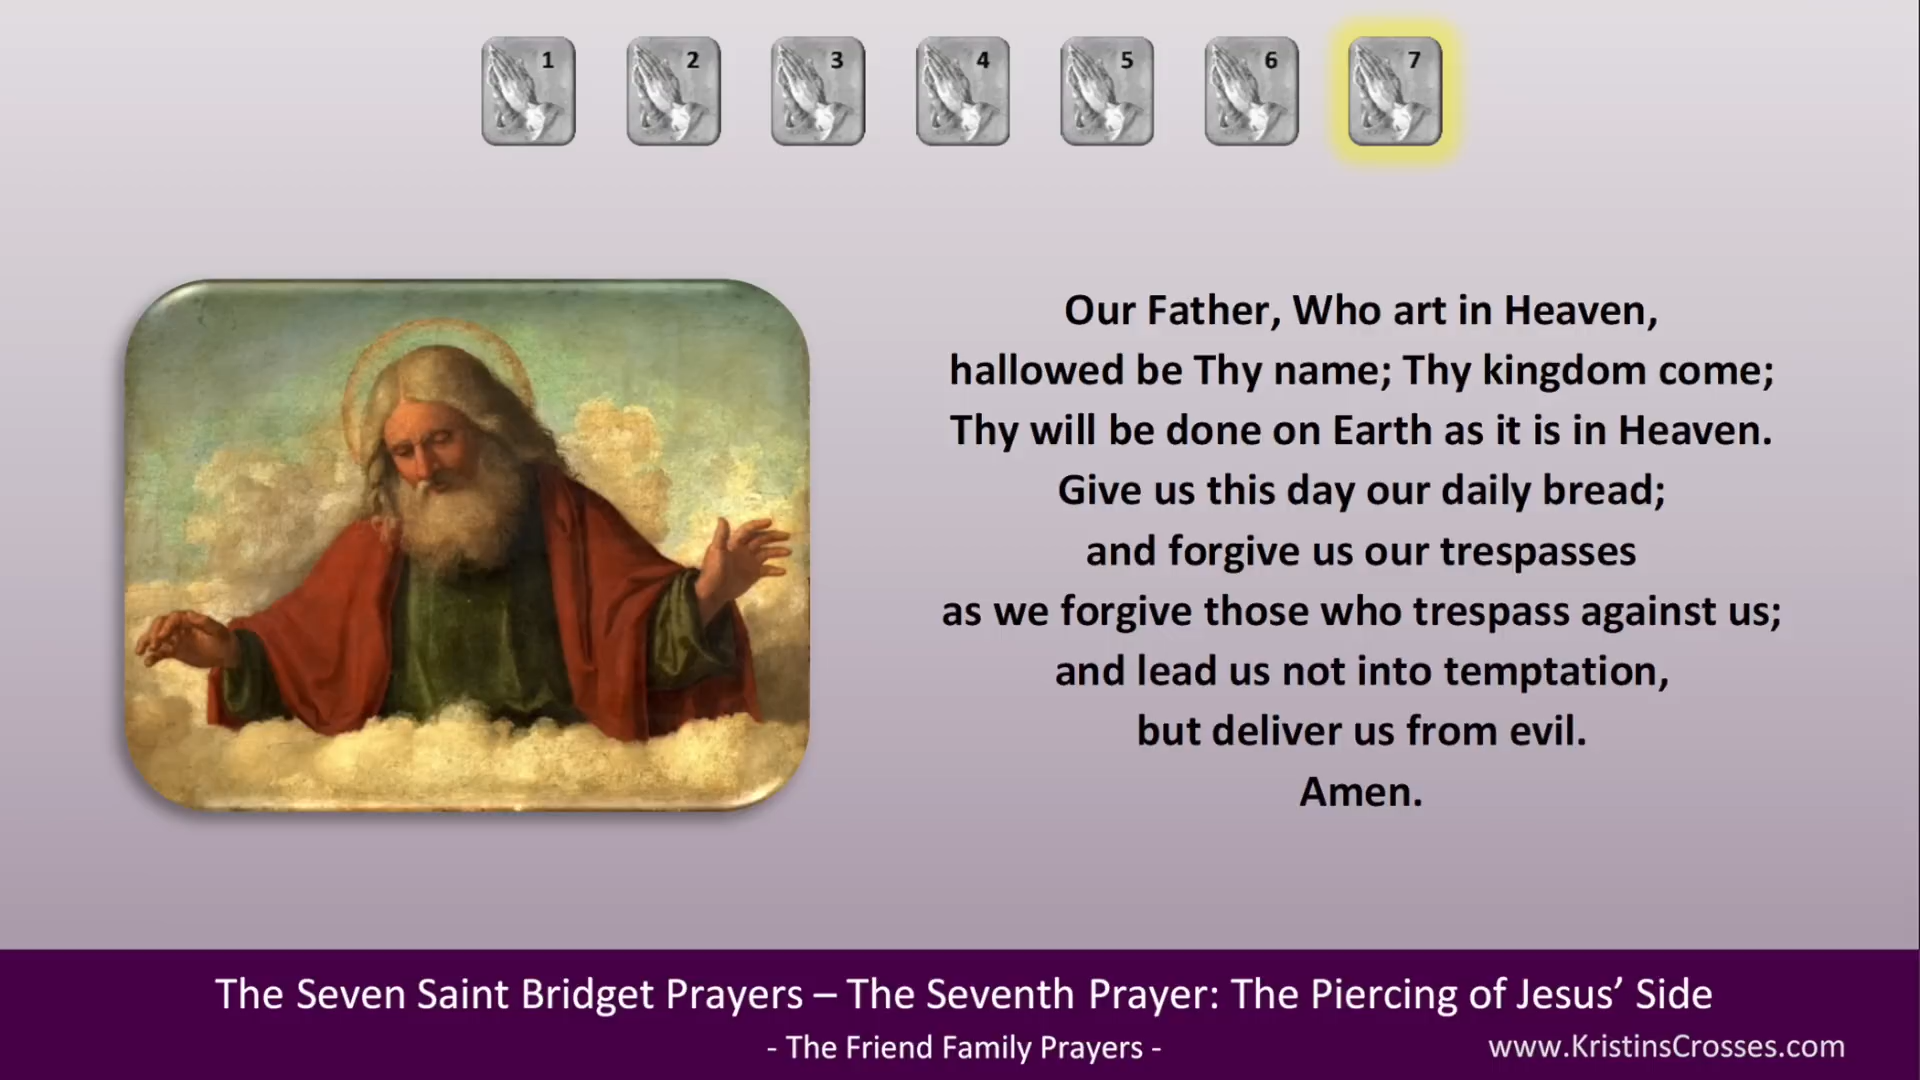 1
2
3
4
5
6
7
Our Father, Who art in Heaven,
hallowed be Thy name; Thy kingdom come;
Thy will be done on Earth as it is in Heaven.
Give us this day our daily bread;
and forgive us our trespasses
as we forgive those who trespass against us;
and lead us not into temptation,
but deliver us from evil.
Amen.
The Seven Saint Bridget Prayers – The Seventh Prayer: The Piercing of Jesus’ Side
- The Friend Family Prayers -
www.KristinsCrosses.com